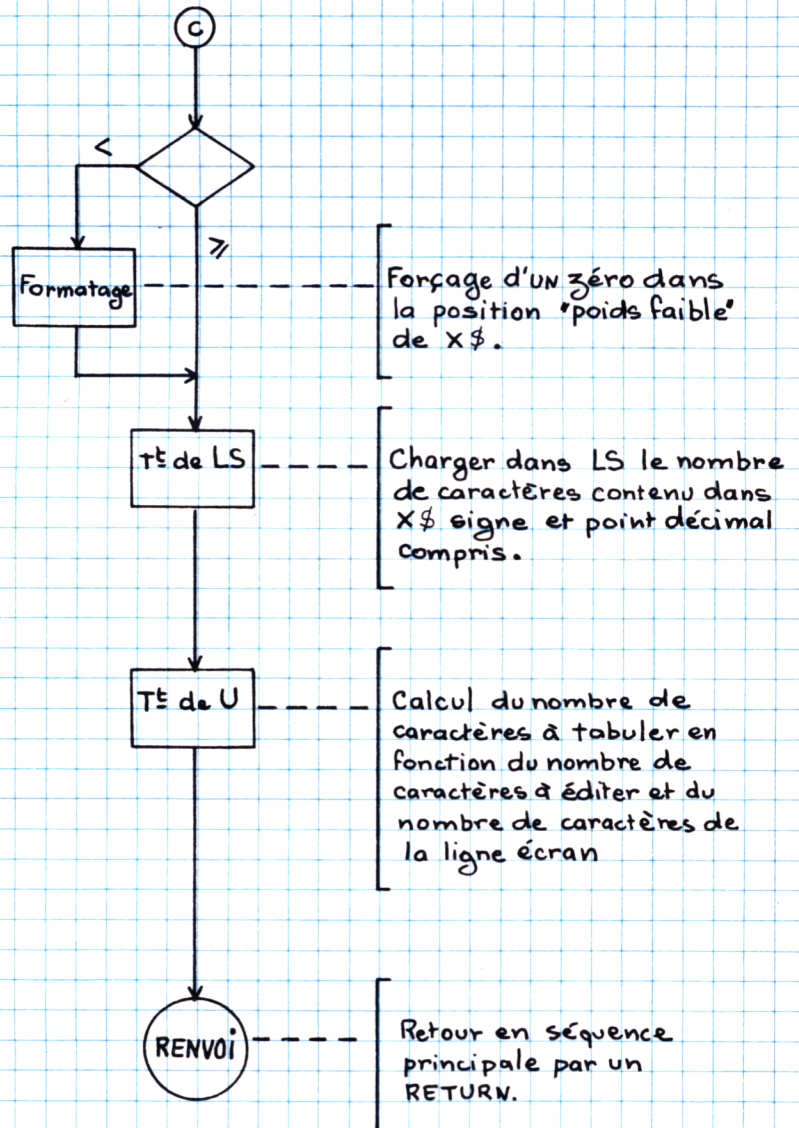 C
<
⩾
Formatage
Forçage d'UN zéro dans
la position "poids faible"
de X$.
Tᵗ de LS
Charger dans LS le nombre
de caractères contenu dans
X$ signe et point décimal
compris.
Tᵗ de U
Calcul du nombre de
caractères à tabuler en
fonction du nombre de
caractères à éditer et du
nombre de caractères de
la ligne écran
RENVOi
Retour en séquence
principale par un
RETURN.